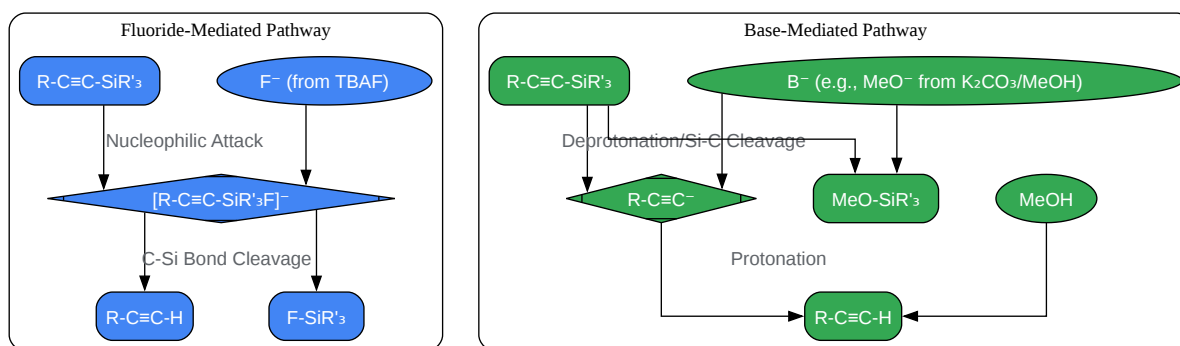 Fluoride-Mediated Pathway
R-C≡C-SiR'₃
F⁻ (from TBAF)
Nucleophilic Attack
[R-C≡C-SiR'₃F]⁻
C-Si Bond Cleavage
R-C≡C-H
F-SiR'₃
Base-Mediated Pathway
R-C≡C-SiR'₃
B⁻ (e.g., MeO⁻ from K₂CO₃/MeOH)
Deprotonation/Si-C Cleavage
R-C≡C⁻
MeO-SiR'₃
MeOH
Protonation
R-C≡C-H